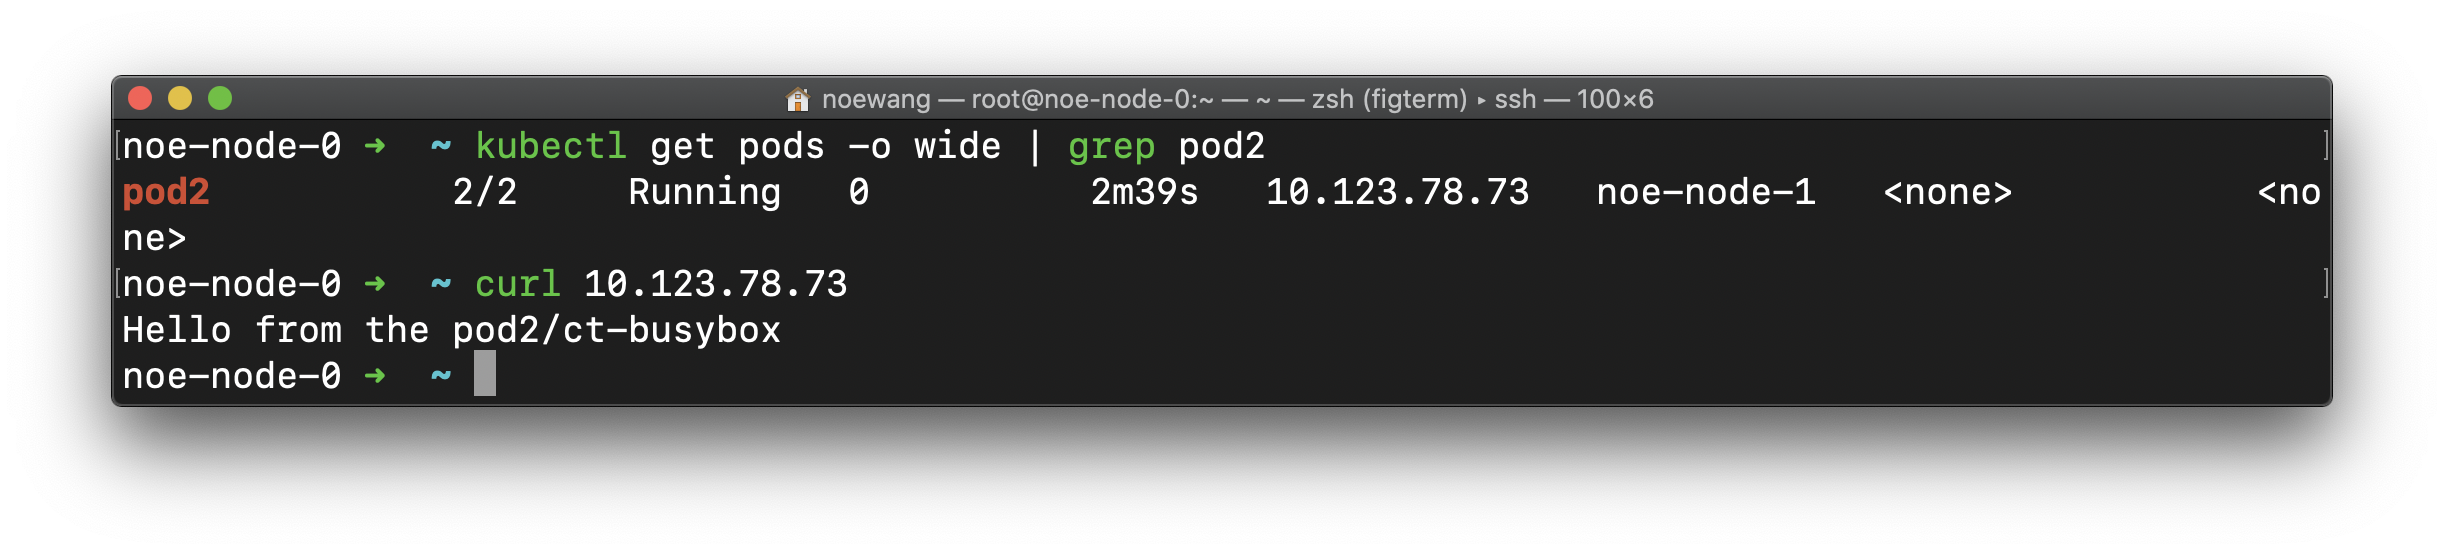 noewang — root@noe-node-0:~ — ~ — zsh (figterm) ▸ ssh — 100×6
[noe-node-0 ➜  ~ kubectl get pods -o wide | grep pod2 ]
pod2           2/2     Running   0          2m39s   10.123.78.73   noe-node-1   <none>           <no
ne>
[noe-node-0 ➜  ~ curl 10.123.78.73 ]
Hello from the pod2/ct-busybox
noe-node-0 ➜  ~